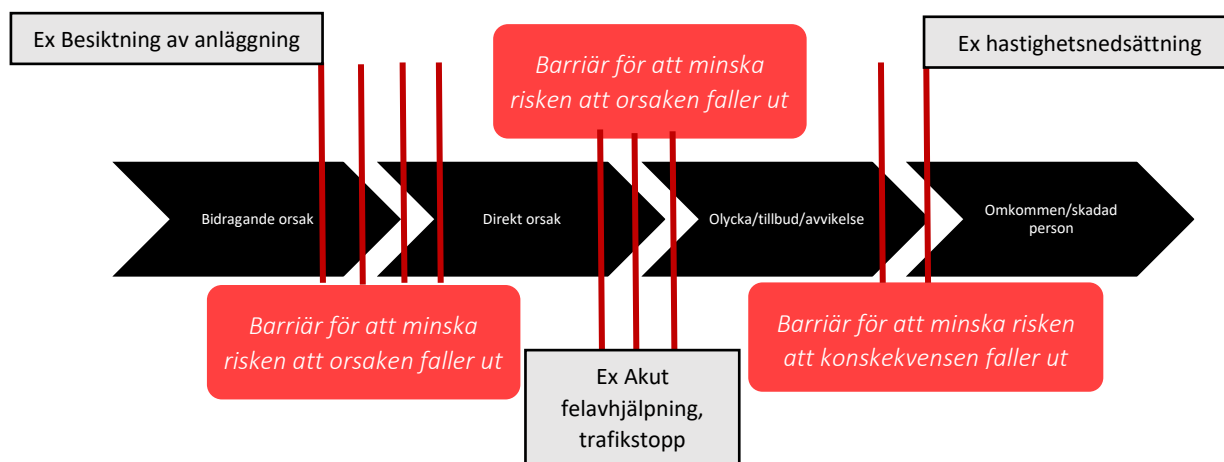 Ex Besiktning av anläggning
Barriär för att minska
risken att orsaken faller ut
Ex hastighetsnedsättning
Bidragande orsak
Direkt orsak
Olycka/tillbud/avvikelse
Omkommen/skadad
person
Barriär för att minska
risken att orsaken faller ut
Ex Akut
felavhjälpning,
trafikstopp
Barriär för att minska risken
att konskekvensen faller ut